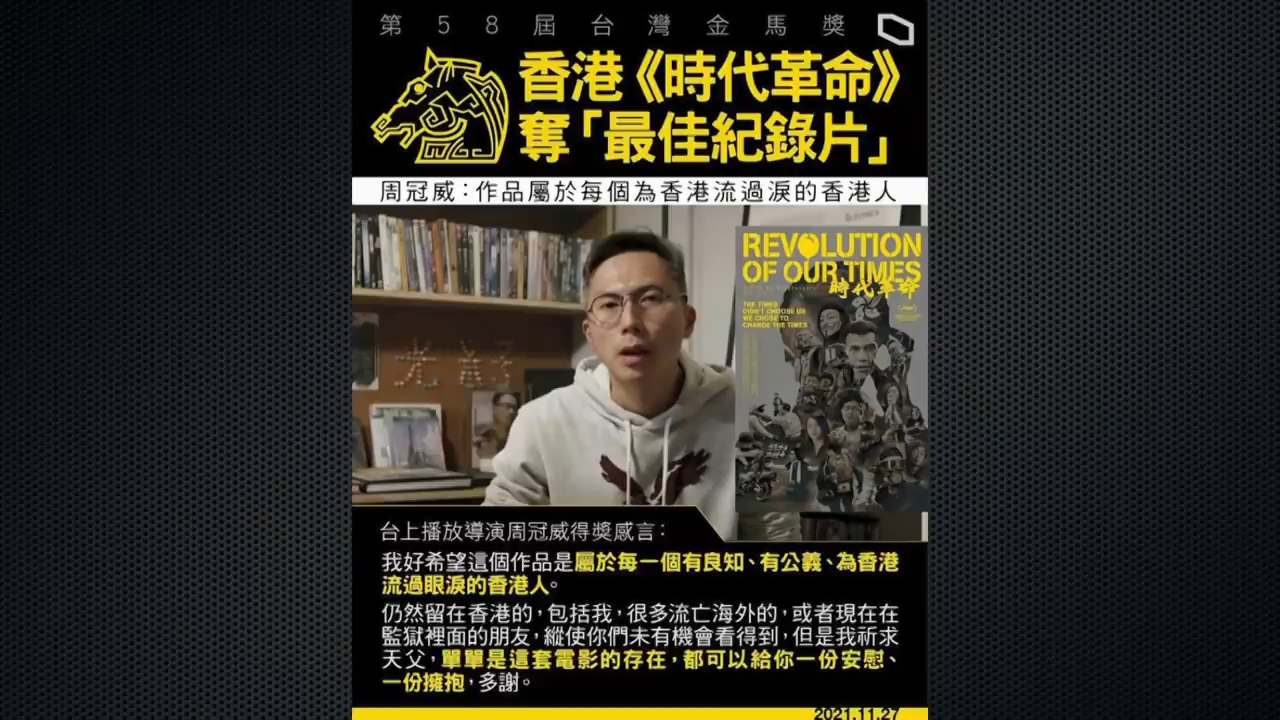 第58屆台灣金馬獎
香港《時代革命》
奪「最佳紀錄片」
周冠威：作品屬於每個為香港流過淚的香港人
REVOLUTION
OF OUR TIMES
時代革命
THE TIMES
DIDN'T CHOOSE US
WE CHOSE TO
CHANGE THE TIMES
台上播放導演周冠威得獎感言：
我好希望這個作品是屬於每一個有良知、有公義、為香港
流過眼淚的香港人。
仍然留在香港的，包括我，很多流亡海外的，或者現在在
監獄裡面的朋友，縱使你們未有機會看得到，但是我祈求
天父，單單是這套電影的存在，都可以給你一份安慰、
一份擁抱，多謝。
2021.11.27